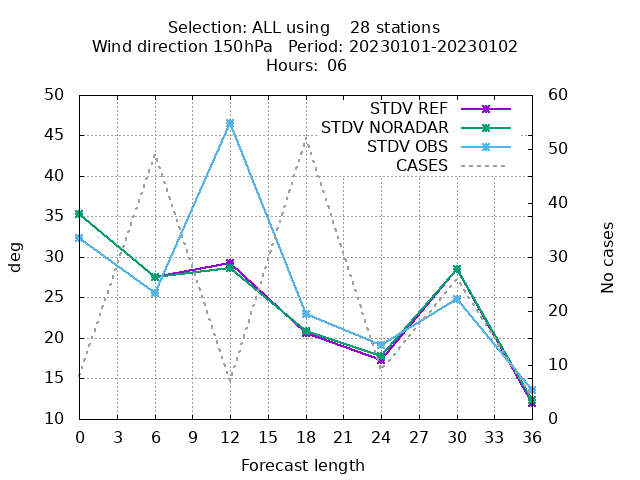 Selection: ALL using    28 stations
Wind direction 150hPa   Period: 20230101-20230102
Hours: 06
50 60
STDV REF
45
STDV NORADAR
50
STDV OBS
CASES
40
40
35
30
30
25
20
20
15
10
10 0
deg
No cases
0 3 6 9 12 15 18 21 24 27 30 33 36
Forecast length